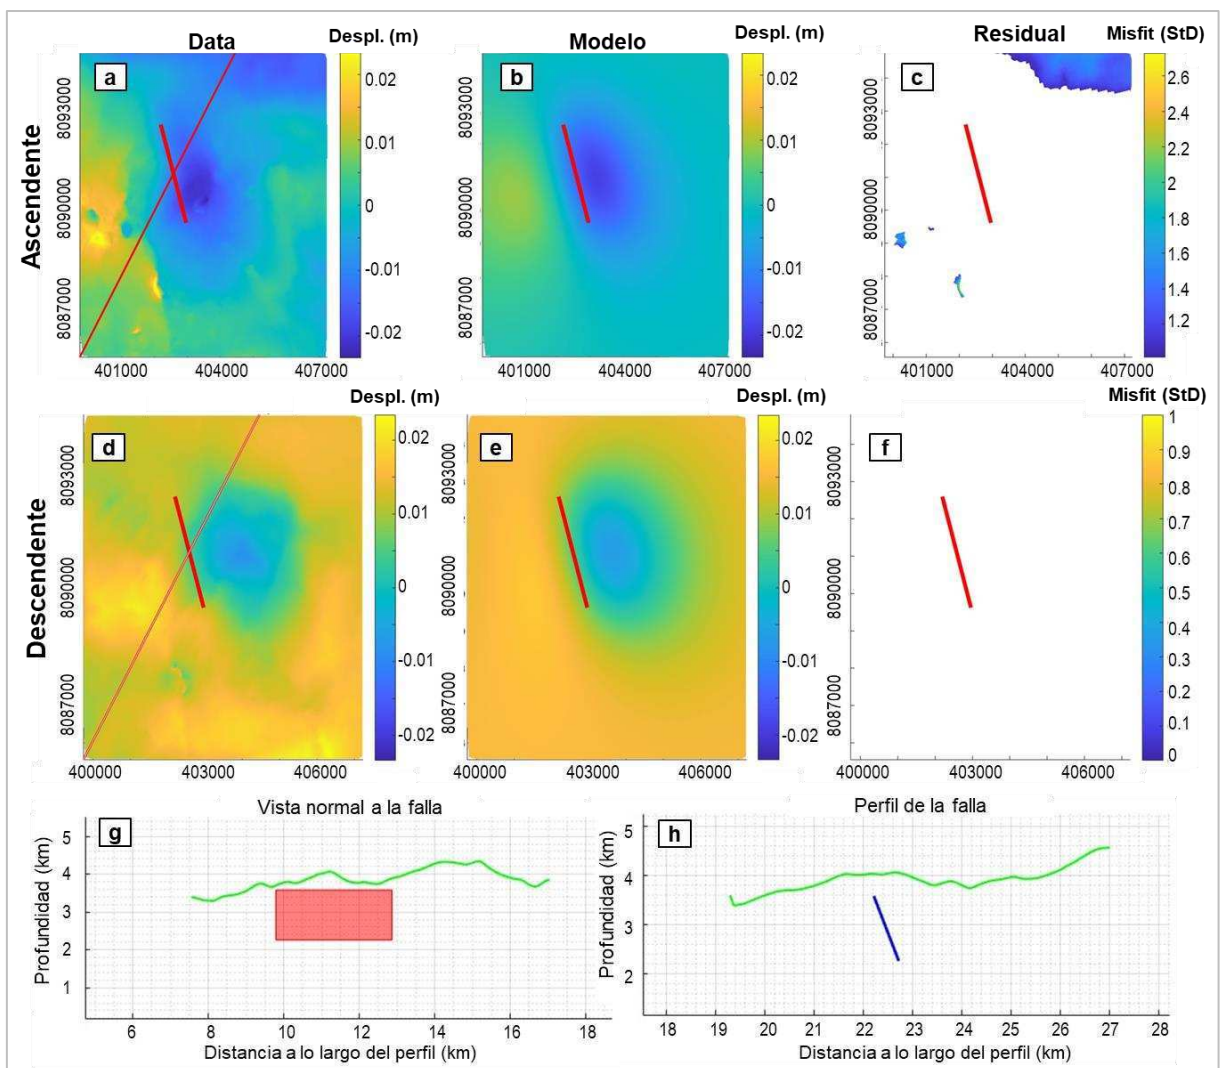 Data
Despl. (m)
Modelo
Despl. (m)
Residual
Misfit (StD)
Ascendente
a
8093000
8090000
8087000
401000 404000 407000
0.02
0.01
0
-0.01
-0.02
b
8093000
8090000
8087000
401000 404000 407000
0.02
0.01
0
-0.01
-0.02
c
8093000
8090000
8087000
401000 404000 407000
2.6
2.4
2.2
2
1.8
1.6
1.4
1.2
Despl. (m)
Despl. (m)
Misfit (StD)
Descendente
d
8093000
8090000
8087000
400000 403000 406000
0.02
0.01
0
-0.01
-0.02
e
8093000
8090000
8087000
400000 403000 406000
0.02
0.01
0
-0.01
-0.02
f
8093000
8090000
8087000
400000 403000 406000
1
0.9
0.8
0.7
0.6
0.5
0.4
0.3
0.2
0.1
0
Vista normal a la falla
g
Profundidad (km)
5
4
3
2
1
6 8 10 12 14 16 18
Distancia a lo largo del perfil (km)
Perfil de la falla
h
Profundidad (km)
5
4
3
2
18 19 20 21 22 23 24 25 26 27 28
Distancia a lo largo del perfil (km)